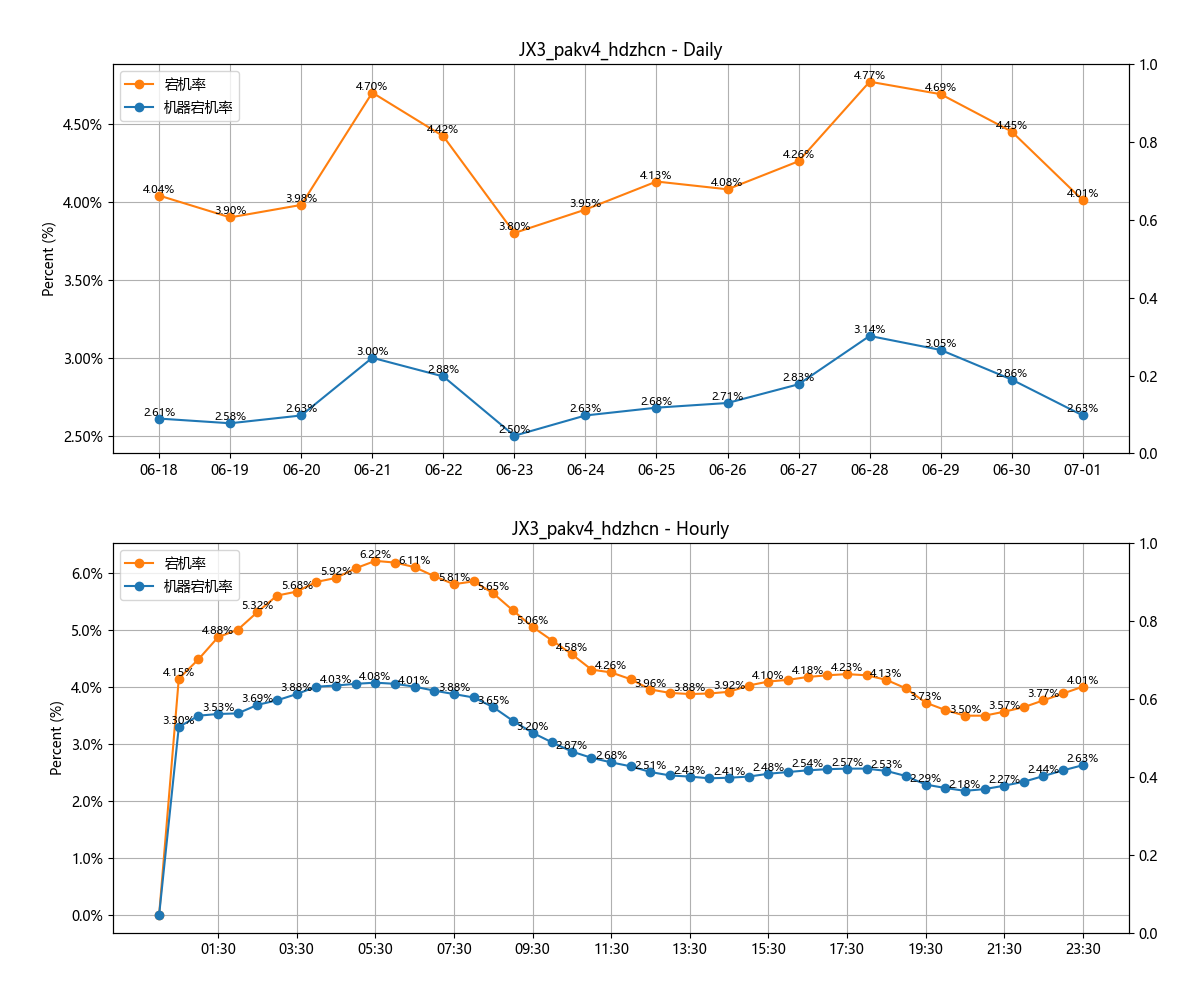 JX3_pakv4_hdzhcn - Daily
宕机率
机器宕机率
Percent (%)
4.50%
4.00%
3.50%
3.00%
2.50%
1.0
0.8
0.6
0.4
0.2
0.0
4.04% 3.90% 3.98% 4.70% 4.42% 3.80% 3.95% 4.13% 4.08% 4.26% 4.77% 4.69% 4.45% 4.01%
2.61% 2.58% 2.63% 3.00% 2.88% 2.50% 2.63% 2.68% 2.71% 2.83% 3.14% 3.05% 2.86% 2.63%
06-18 06-19 06-20 06-21 06-22 06-23 06-24 06-25 06-26 06-27 06-28 06-29 06-30 07-01
JX3_pakv4_hdzhcn - Hourly
宕机率
机器宕机率
Percent (%)
6.0%
5.0%
4.0%
3.0%
2.0%
1.0%
0.0%
1.0
0.8
0.6
0.4
0.2
0.0
4.15% 4.88% 5.32% 5.68% 5.92% 6.22% 6.11% 5.81% 5.65% 5.06% 4.58% 4.26% 3.96% 3.88% 3.92% 4.10% 4.18% 4.23% 4.13% 3.73% 3.50% 3.57% 3.77% 4.01%
3.30% 3.53% 3.69% 3.88% 4.03% 4.08% 4.01% 3.88% 3.65% 3.20% 2.87% 2.68% 2.51% 2.43% 2.41% 2.48% 2.54% 2.57% 2.53% 2.29% 2.18% 2.27% 2.44% 2.63%
01:30 03:30 05:30 07:30 09:30 11:30 13:30 15:30 17:30 19:30 21:30 23:30